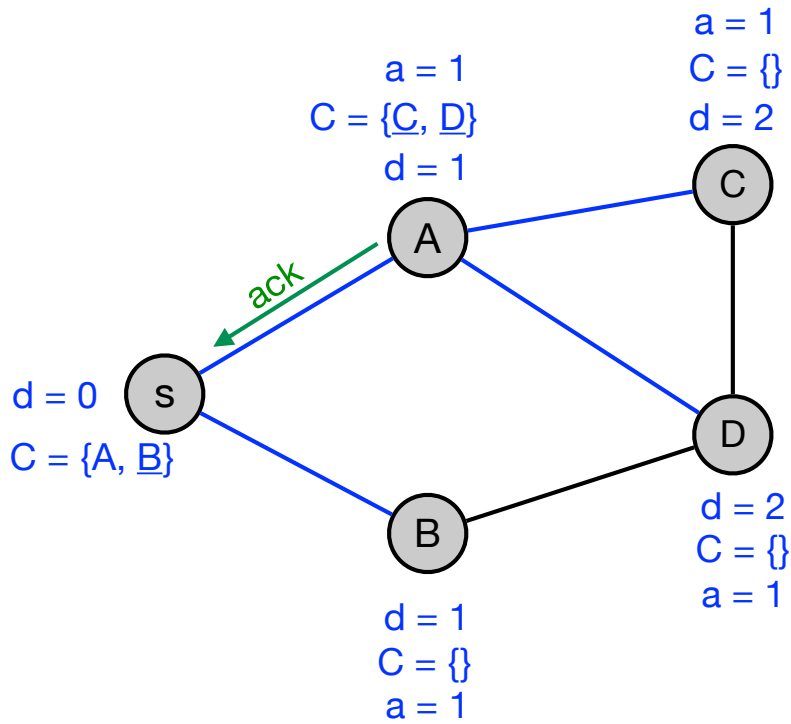 a = 1
C = {}
d = 2
C
a = 1
C = {C, D}
d = 1
A
ack
d = 0
s
C = {A, B}
D
d = 2
C = {}
a = 1
B
d = 1
C = {}
a = 1